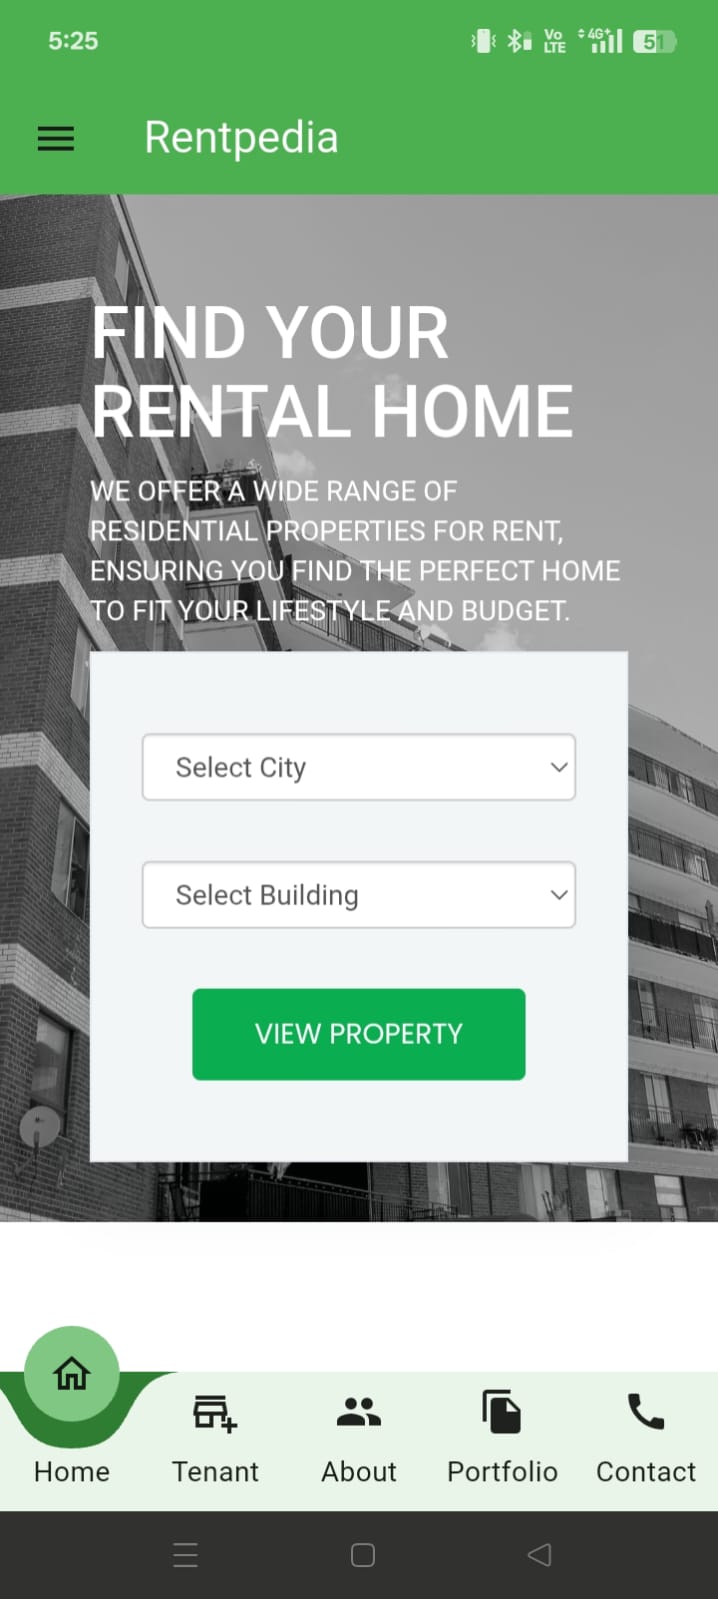 5:25
Vo
LTE
4G+
51
Rentpedia
FIND YOUR
RENTAL HOME
WE OFFER A WIDE RANGE OF
RESIDENTIAL PROPERTIES FOR RENT,
ENSURING YOU FIND THE PERFECT HOME
TO FIT YOUR LIFESTYLE AND BUDGET.
Select City
Select Building
VIEW PROPERTY
Home
Tenant
About
Portfolio
Contact